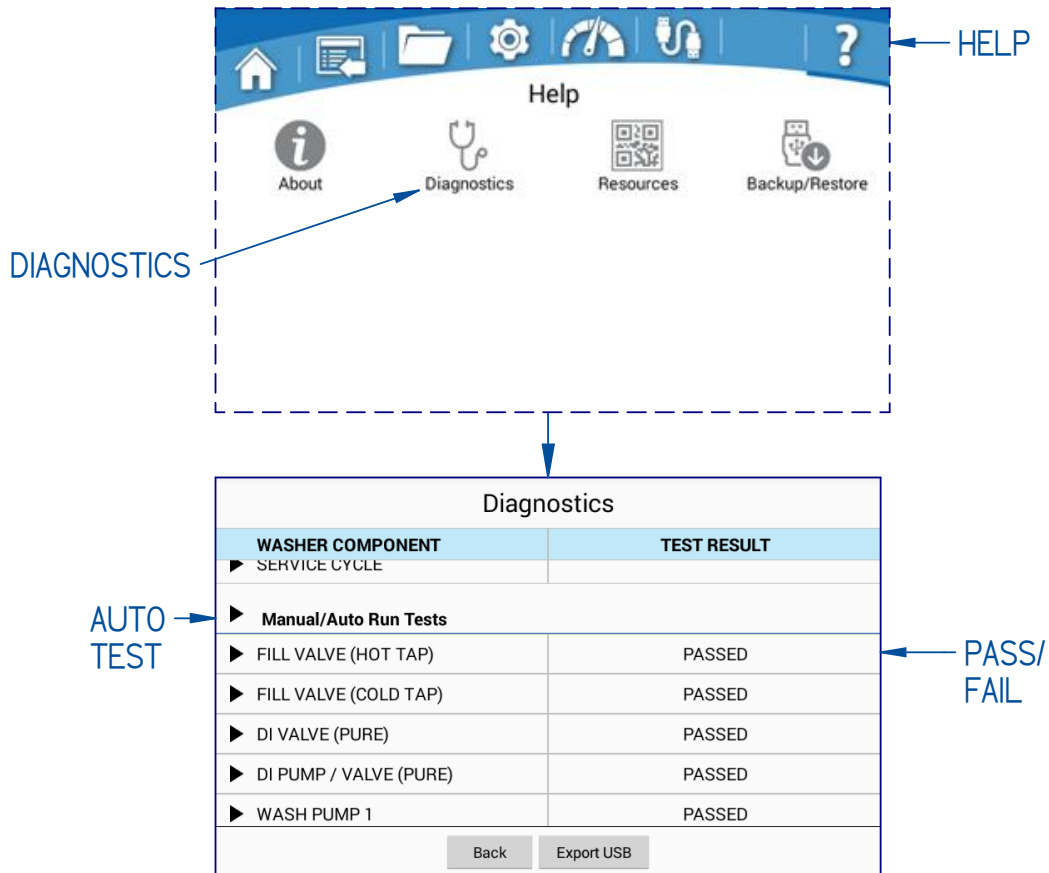 HELP
Help
About
Diagnostics
Resources
Backup/Restore
DIAGNOSTICS
Diagnostics
WASHER COMPONENT TEST RESULT
SERVICE CYCLE
Manual/Auto Run Tests
AUTO
TEST
FILL VALVE (HOT TAP) PASSED
PASS/
FAIL
FILL VALVE (COLD TAP) PASSED
DI VALVE (PURE) PASSED
DI PUMP / VALVE (PURE) PASSED
WASH PUMP 1 PASSED
Back Export USB